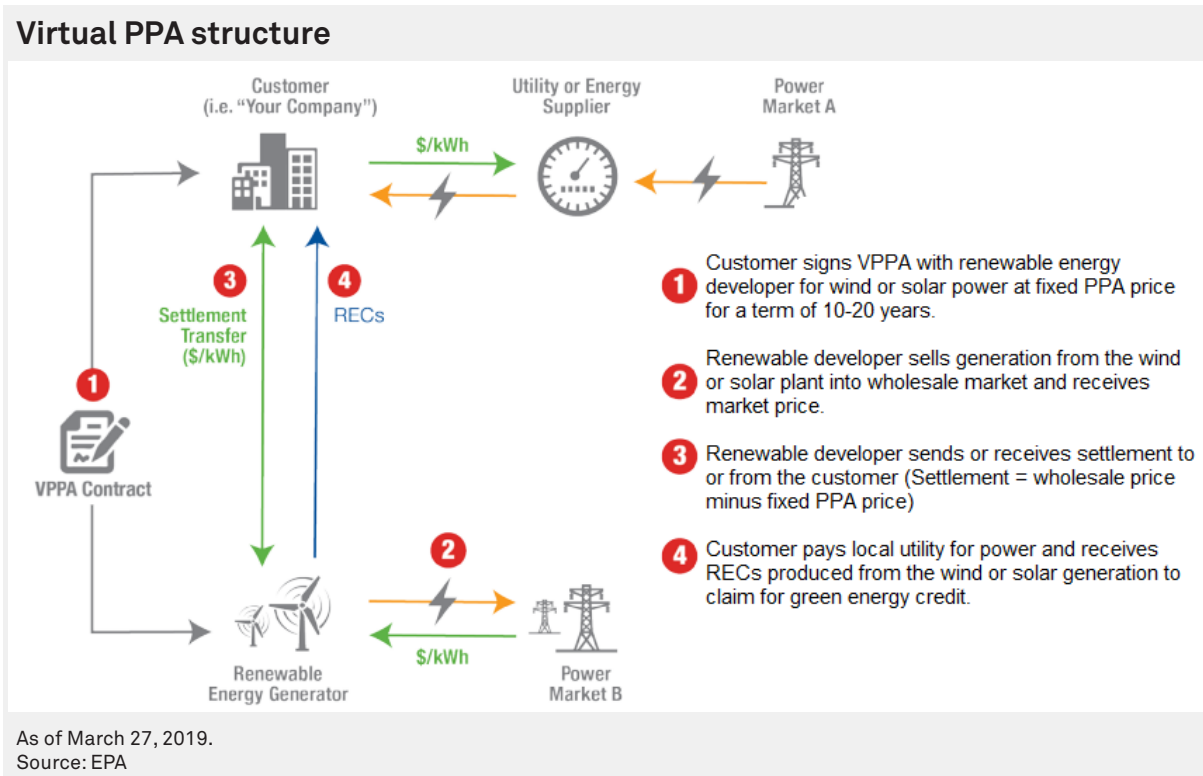 Virtual PPA structure
Customer
(i.e. "Your Company")
Utility or Energy
Supplier
Power
Market A
$/kWh
3
Settlement
Transfer
($/kWh)
4
RECs
1
VPPA Contract
2
$/kWh
Renewable
Energy Generator
Power
Market B
1
Customer signs VPPA with renewable energy
developer for wind or solar power at fixed PPA price
for a term of 10-20 years.
2
Renewable developer sells generation from the wind
or solar plant into wholesale market and receives
market price.
3
Renewable developer sends or receives settlement to
or from the customer (Settlement = wholesale price
minus fixed PPA price)
4
Customer pays local utility for power and receives
RECs produced from the wind or solar generation to
claim for green energy credit.
As of March 27, 2019.
Source: EPA